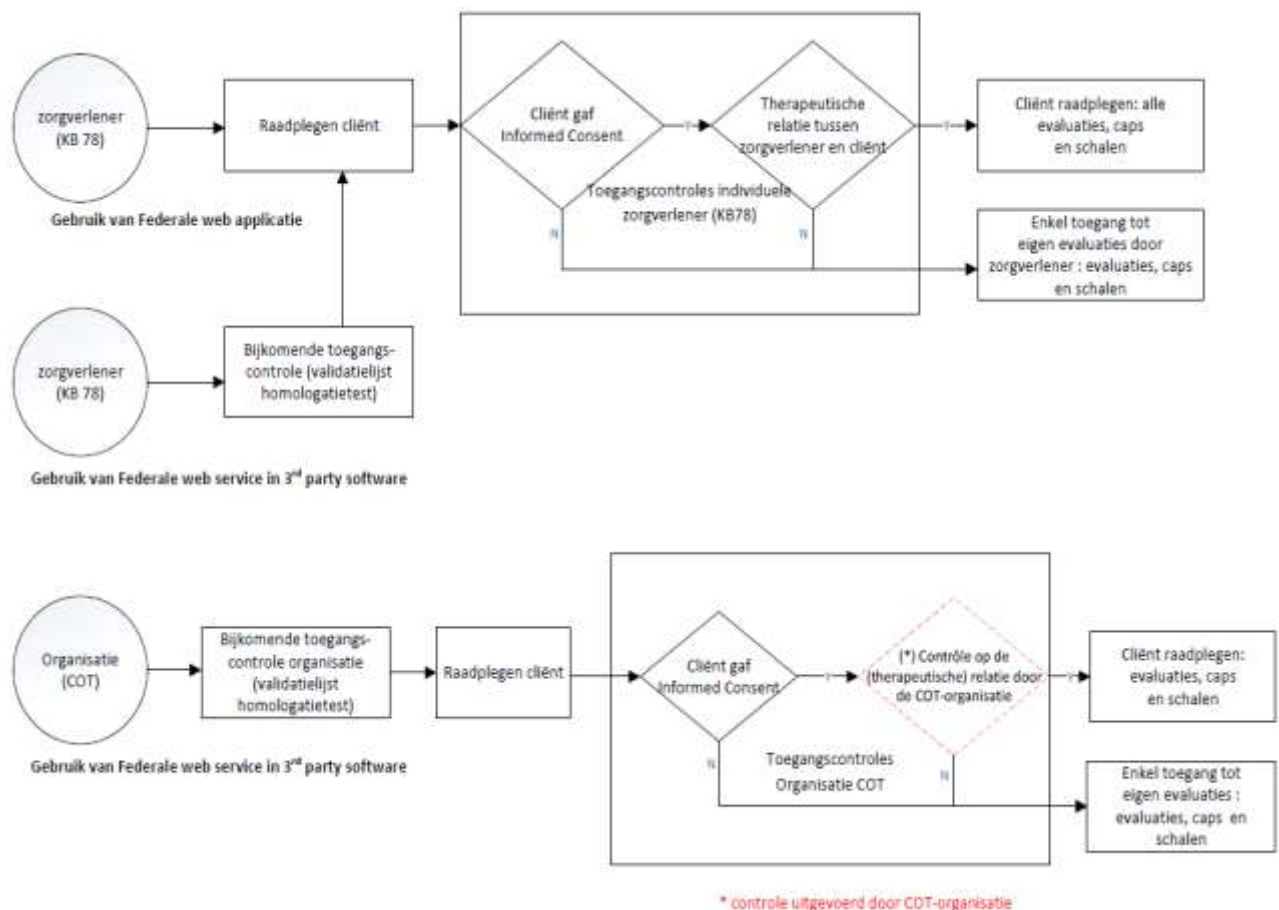 zorgverlener
(KB 78)
Raadplegen cliënt
Cliënt gaf
Informed Consent
Y
Therapeutische
relatie tussen
zorgverlener en cliënt
Y
Cliënt raadplegen: alle
evaluaties, caps
en schalen
Toegangscontroles individuele
zorgverlener (KB78)
N
N
Enkel toegang tot
eigen evaluaties door
zorgverlener : evaluaties, caps
en schalen
Gebruik van Federale web applicatie
zorgverlener
(KB 78)
Bijkomende toegangs-
controle (validatielijst
homologatietest)
Gebruik van Federale web service in 3rd party software
Organisatie
(COT)
Bijkomende toegangs-
controle organisatie
(validatielijst
homologatietest)
Raadplegen cliënt
Cliënt gaf
Informed Consent
Y
(*) Contrôle op de
(therapeutische) relatie door
de COT-organisatie
Y
Cliënt raadplegen:
evaluaties, caps
en schalen
N
Toegangscontroles
Organisatie COT
N
Enkel toegang tot
eigen evaluaties :
evaluaties, caps en
schalen
Gebruik van Federale web service in 3rd party software
* controle uitgevoerd door COT-organisatie